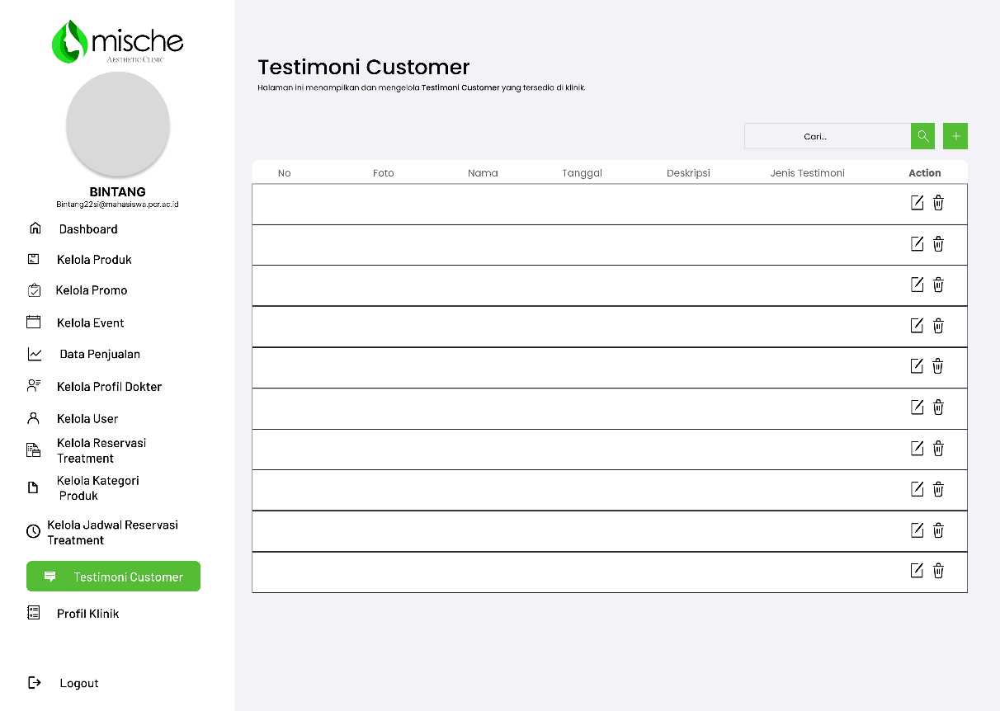 mische
AESTHETIC CLINIC
BINTANG
Bintang22si@mahasiswa.pcr.ac.id
Dashboard
Kelola Produk
Kelola Promo
Kelola Event
Data Penjualan
Kelola Profil Dokter
Kelola User
Kelola Reservasi
Treatment
Kelola Kategori
Produk
Kelola Jadwal Reservasi
Treatment
Testimoni Customer
Profil Klinik
Logout
Testimoni Customer
Halaman ini menampilkan dan mengelola Testimoni Customer yang tersedia di klinik.
Cari...
No Foto Nama Tanggal Deskripsi Jenis Testimoni Action